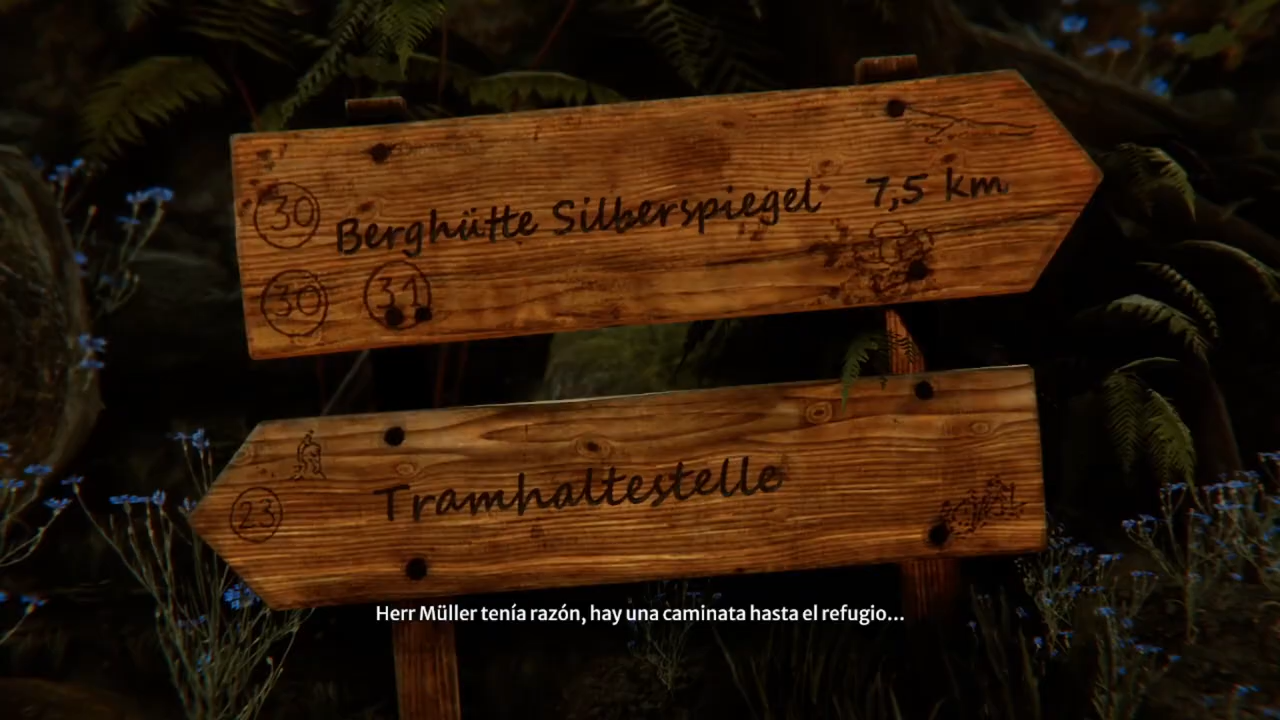 30 Berghütte Silberspiegel 7,5 km
30 31
23 Tramhaltestelle
Herr Müller tenía razón, hay una caminata hasta el refugio...